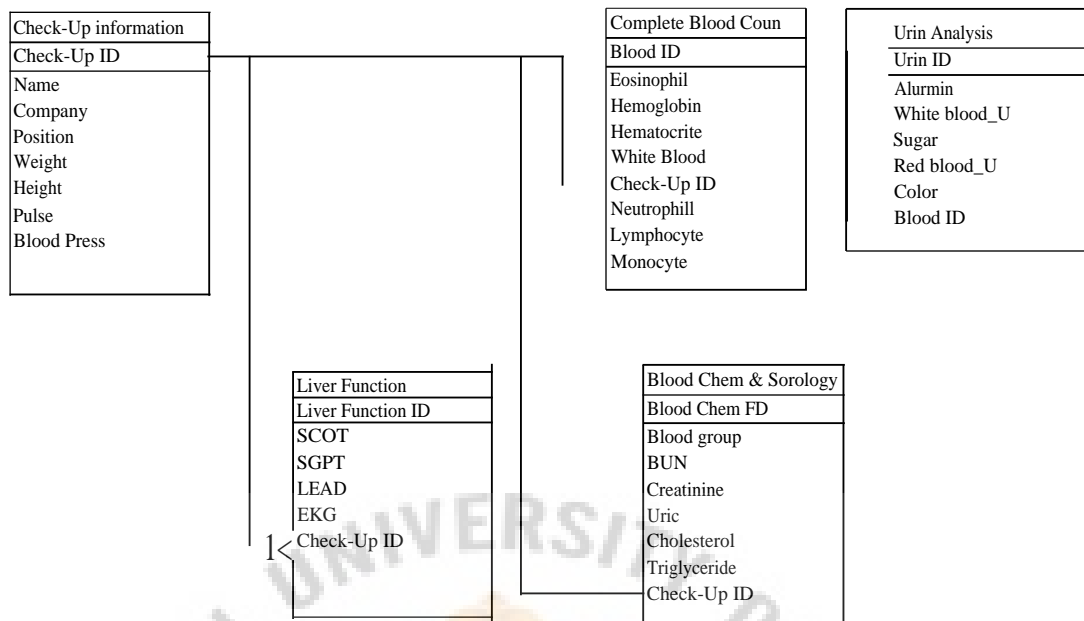 Check-Up information
Check-Up ID
Name
Company
Position
Weight
Height
Pulse
Blood Press
Complete Blood Coun
Blood ID
Eosinophil
Hemoglobin
Hematocrite
White Blood
Check-Up ID
Neutrophill
Lymphocyte
Monocyte
Urin Analysis
Urin ID
Alurmin
White blood_U
Sugar
Red blood_U
Color
Blood ID
Liver Function
Liver Function ID
SCOT
SGPT
LEAD
EKG
Check-Up ID
1<
Blood Chem & Sorology
Blood Chem FD
Blood group
BUN
Creatinine
Uric
Cholesterol
Triglyceride
Check-Up ID
UNIVERSITY